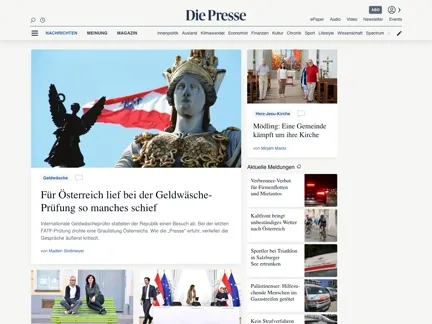 Die Presse
ABO
ePaper Audio Video Newsletter Events
NACHRICHTEN MEINUNG MAGAZIN
Innenpolitik Ausland Klimawandel Economist Finanzen Kultur Chronik Sport Lifestyle Wissenschaft Spectrum
Geldwäsche
Für Österreich lief bei der Geldwäsche-
Prüfung so manches schief
Internationale Geldwäscheprüfer statteten der Republik einen Besuch ab. Bei der letzten
FATF-Prüfung drohte eine Graulistung Österreichs. Wie die „Presse“ erfuhr, verliefen die
Gespräche äußerst kritisch.
von Madlen Stottmeyer
Herz-Jesu-Kirche
Mödling: Eine Gemeinde
kämpft um ihre Kirche
von Mirjam Marits
Aktuelle Meldungen
Verbrenner-Verbot
für Firmenflotten
und Mietautos
Kaltfront bringt
unbeständiges Wetter
nach Österreich
Sportler bei Triathlon
in Salzburger
See ertrunken
Palästinenser: Hilfesu-
chende Menschen im
Gazastreifen getötet
Kein Strafverfahren